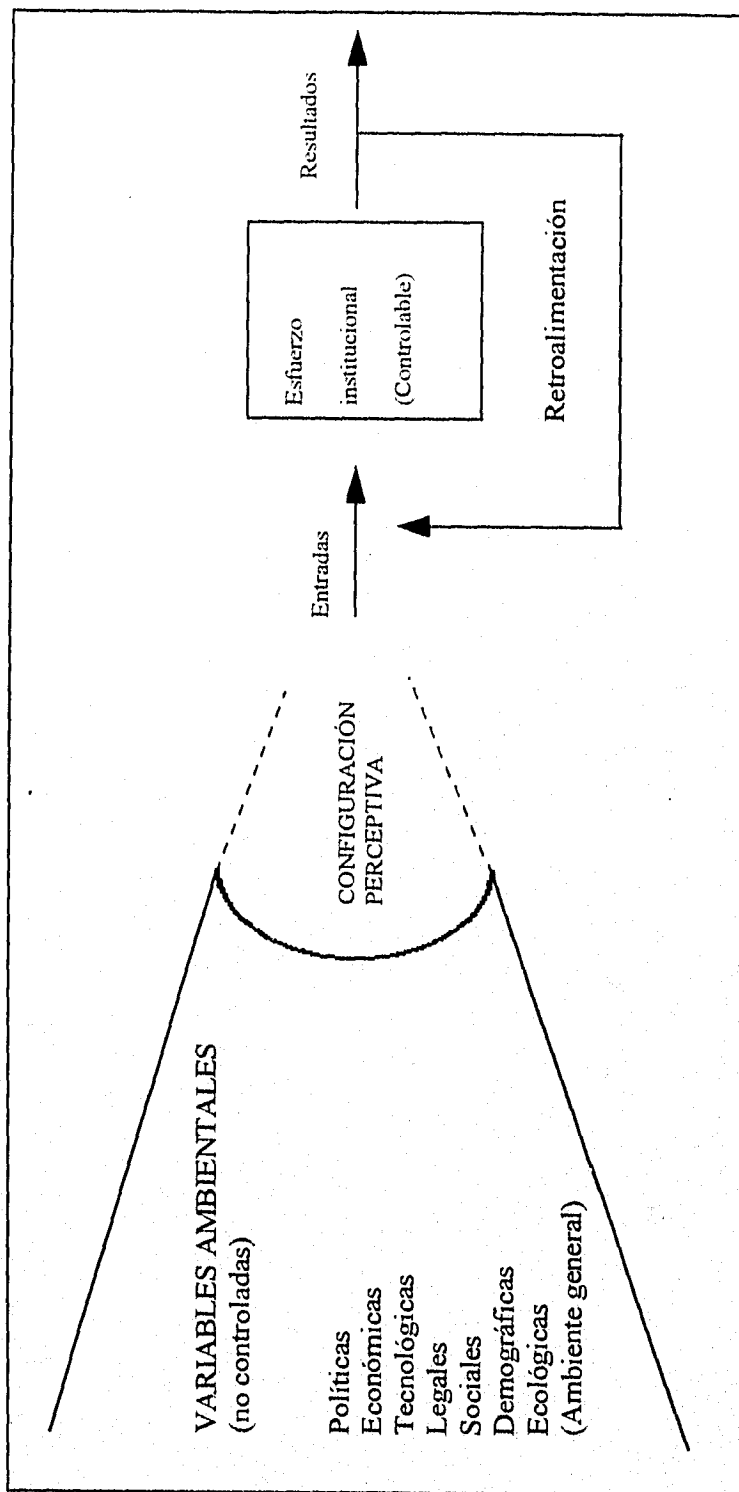 VARIABLES AMBIENTALES
(no controladas)
Políticas
Económicas
Tecnológicas
Legales
Sociales
Demográficas
Ecológicas
(Ambiente general)
CONFIGURACIÓN
PERCEPTIVA
Entradas
Esfuerzo
institucional
(Controlable)
Resultados
Retroalimentación